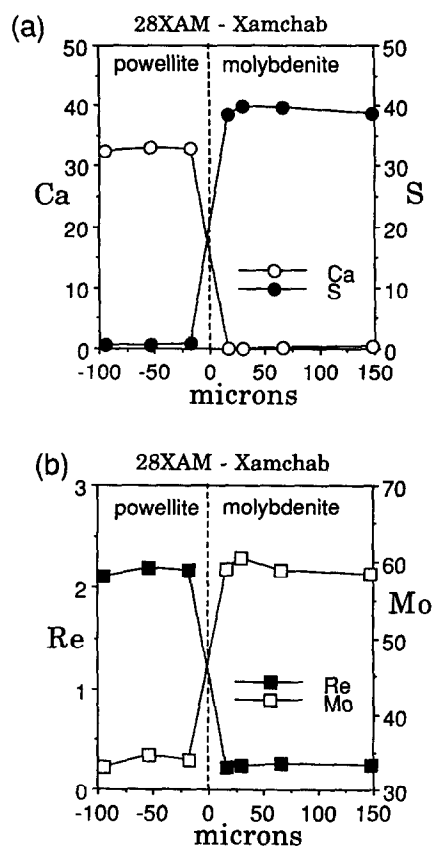 (a)
28XAM - Xamchab
50 50
powellite molybdenite
40 40
30 30
Ca S
20 20
Ca
10 S 10
0 0
-100 -50 0 50 100 150
microns
(b)
28XAM - Xamchab
3 70
powellite molybdenite
60
2
Re Mo
50
1 Re 40
Mo
0 30
-100 -50 0 50 100 150
microns